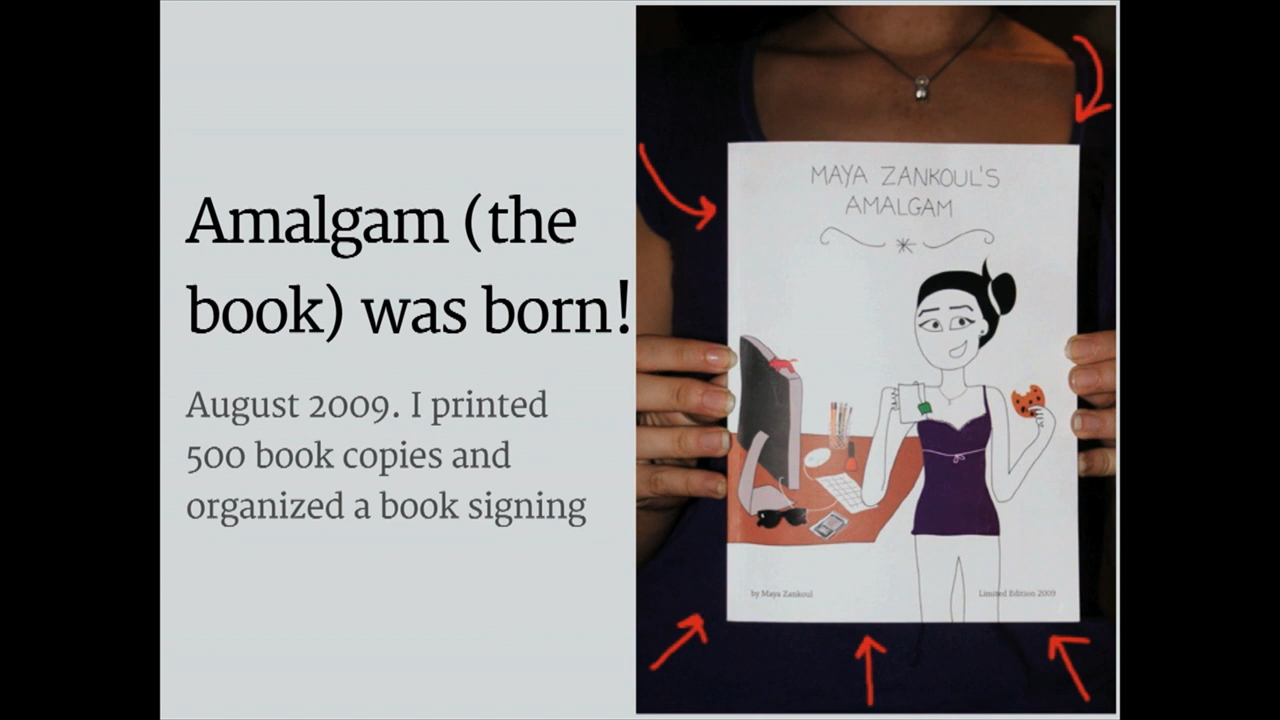 Amalgam (the
book) was born!
August 2009. I printed
500 book copies and
organized a book signing
MAYA ZANKOUL'S
AMALGAM
by Maya Zankoul
Limited Edition 2009